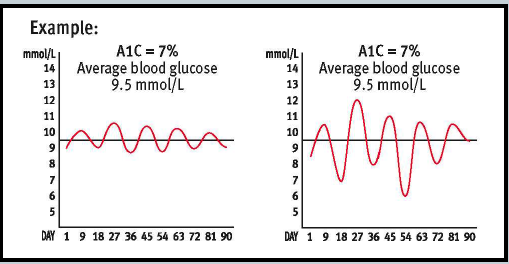 Example:
mmol/L
A1C = 7%
14
Average blood glucose
13
9.5 mmol/L
12
11
10
9
8
7
6
5
DAY 1 9 18 27 36 45 54 63 72 81 90
mmol/L
A1C = 7%
14
Average blood glucose
13
9.5 mmol/L
12
11
10
9
8
7
6
5
DAY 1 9 18 27 36 45 54 63 72 81 90